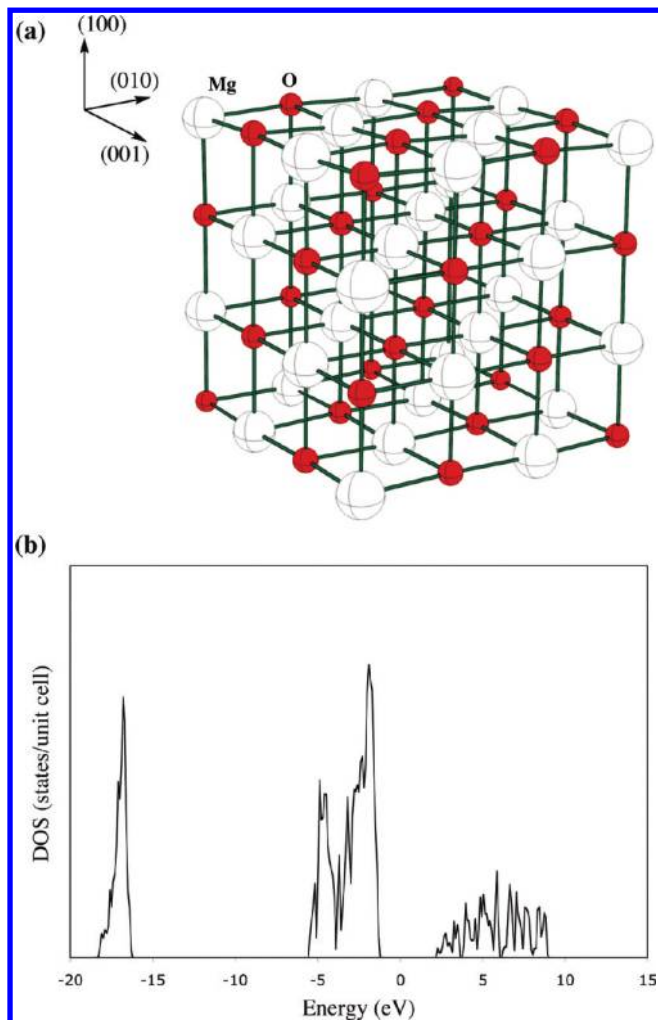 (a)
(100)
(010)
(001)
Mg O
(b)
DOS (states/unit cell)
-20 -15 -10 -5 0 5 10 15
Energy (eV)